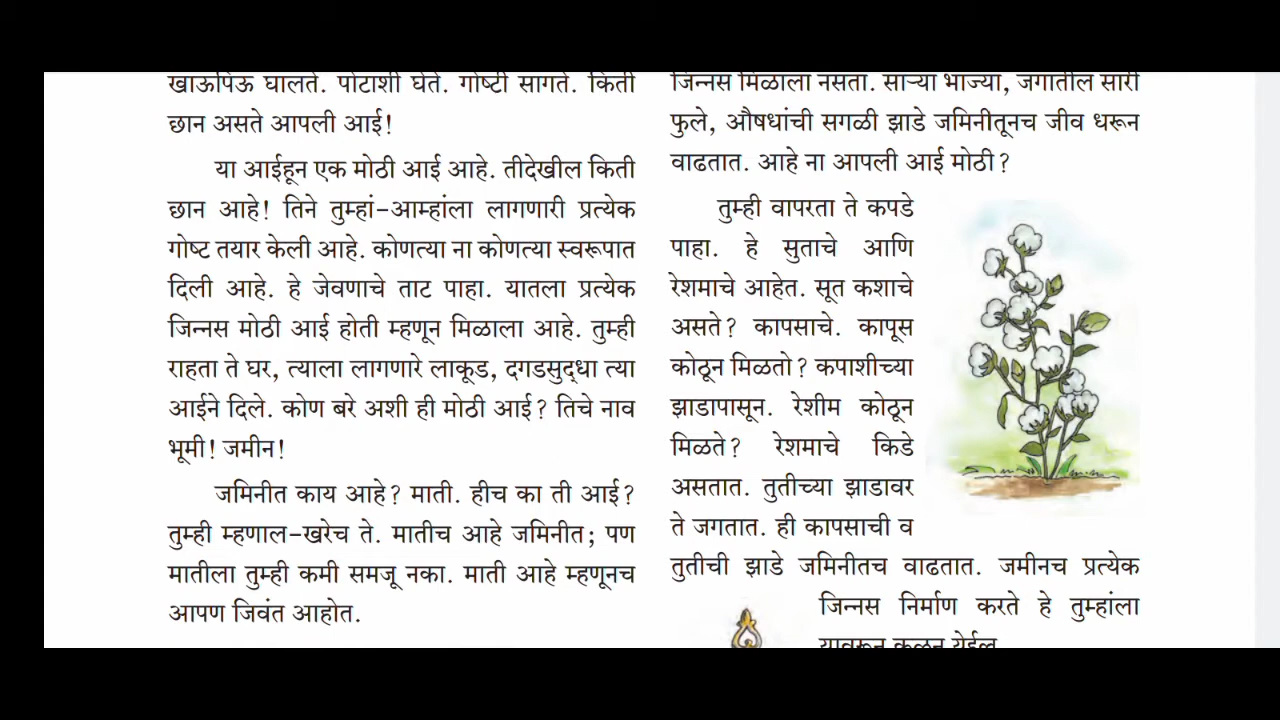 खाऊपिऊ घालते. पोटाशी घेते. गोष्टी सांगते. किती
छान असते आपली आई!
या आईहून एक मोठी आई आहे. तीदेखील किती
छान आहे! तिने तुम्हां-आम्हांला लागणारी प्रत्येक
गोष्ट तयार केली आहे. कोणत्या ना कोणत्या स्वरूपात
दिली आहे. हे जेवणाचे ताट पाहा. यातला प्रत्येक
जिन्नस मोठी आई होती म्हणून मिळाला आहे. तुम्ही
राहता ते घर, त्याला लागणारे लाकूड, दगडसुद्धा त्या
आईने दिले. कोण बरे अशी ही मोठी आई? तिचे नाव
भूमी! जमीन!
जमिनीत काय आहे? माती. हीच का ती आई?
तुम्ही म्हणाल-खरेच ते. मातीच आहे जमिनीत; पण
मातीला तुम्ही कमी समजू नका. माती आहे म्हणूनच
आपण जिवंत आहोत.
जिन्नस मिळाला नसता. साऱ्या भाज्या, जगातील सारी
फुले, औषधांची सगळी झाडे जमिनीतूनच जीव धरून
वाढतात. आहे ना आपली आई मोठी?
तुम्ही वापरता ते कपडे
पाहा. हे सुताचे आणि
रेशमाचे आहेत. सूत कशाचे
असते? कापसाचे. कापूस
कोठून मिळतो? कपाशीच्या
झाडापासून. रेशीम कोठून
मिळते? रेशमाचे किडे
असतात. तुतीच्या झाडावर
ते जगतात. ही कापसाची व
तुतीची झाडे जमिनीतच वाढतात. जमीनच प्रत्येक
जिन्नस निर्माण करते हे तुम्हांला
यावरून कळून येईल